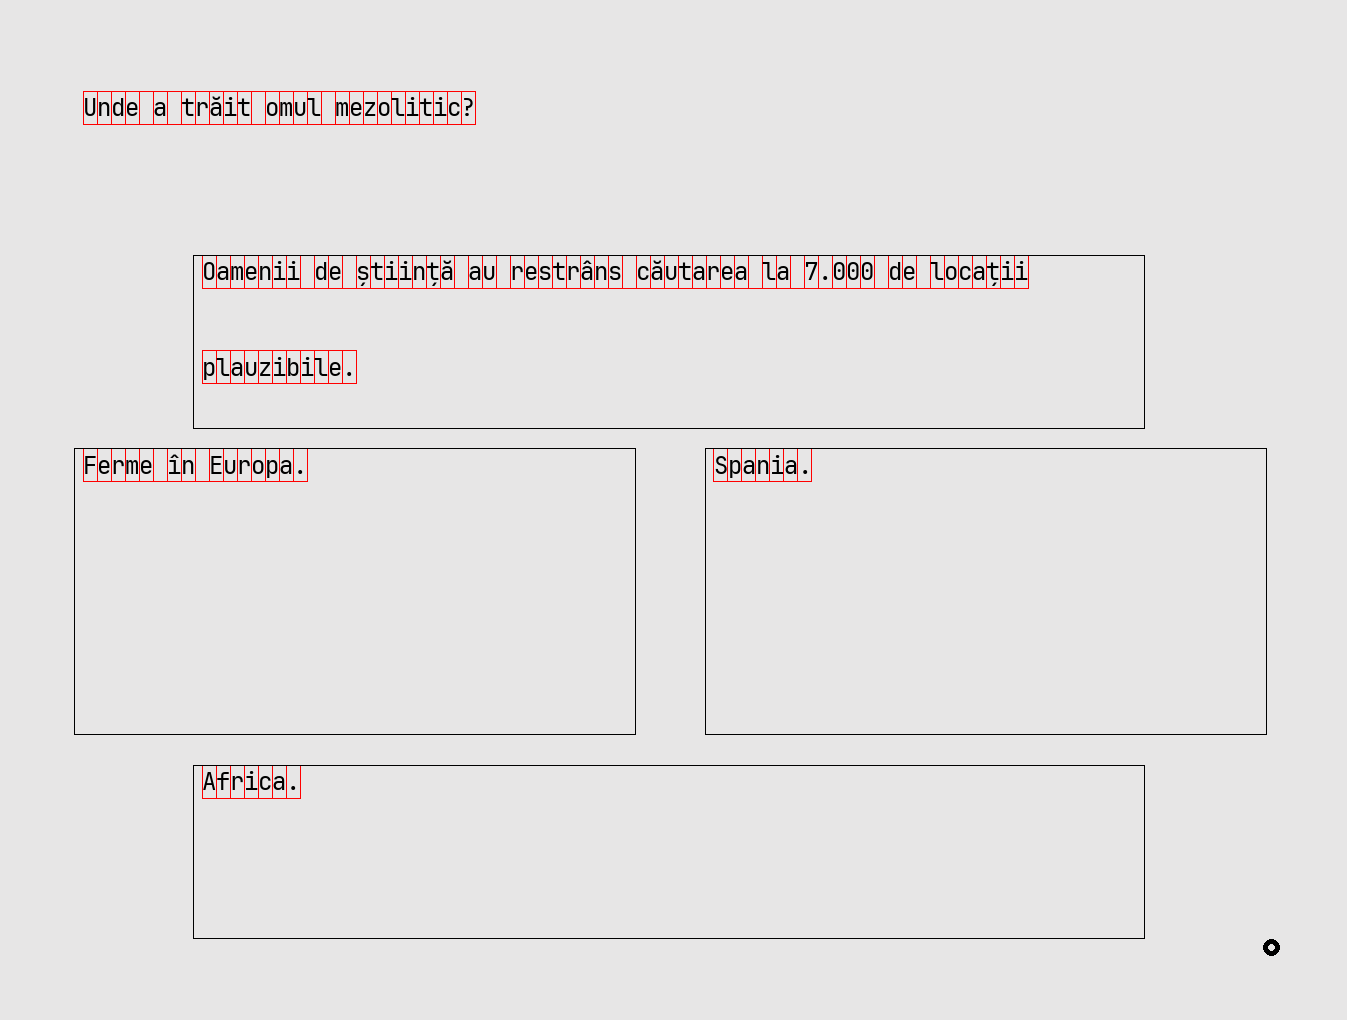 Unde a trăit omul mezolitic?
Oamenii de știință au restrâns căutarea la 7.000 de locații
plauzibile.
Ferme în Europa.
Spania.
Africa.